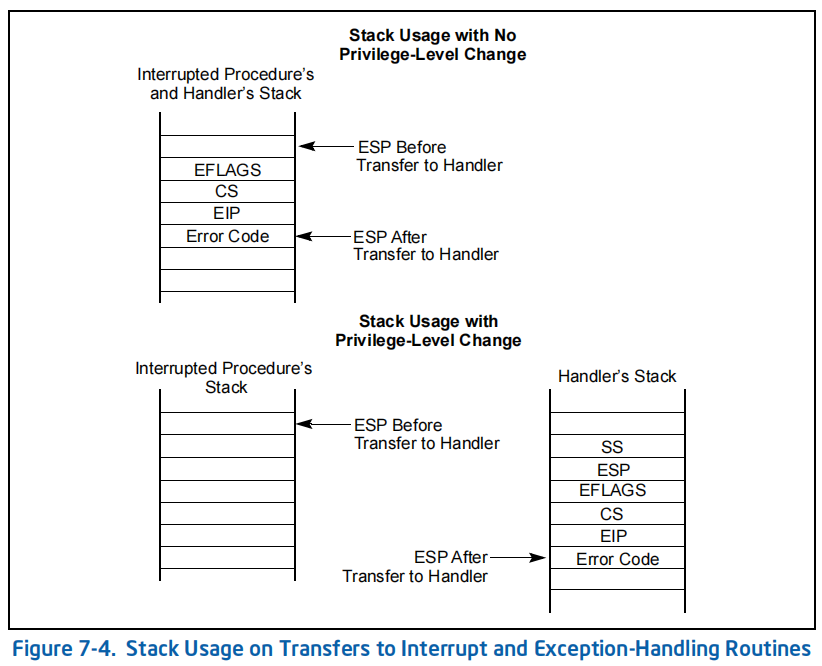 Stack Usage with No
Privilege-Level Change
Interrupted Procedure's
and Handler's Stack
ESP Before
Transfer to Handler
EFLAGS
CS
EIP
Error Code
ESP After
Transfer to Handler
Stack Usage with
Privilege-Level Change
Interrupted Procedure's
Stack
Handler's Stack
ESP Before
Transfer to Handler
SS
ESP
EFLAGS
CS
EIP
ESP After
Transfer to Handler
Error Code
Figure 7-4. Stack Usage on Transfers to Interrupt and Exception-Handling Routines